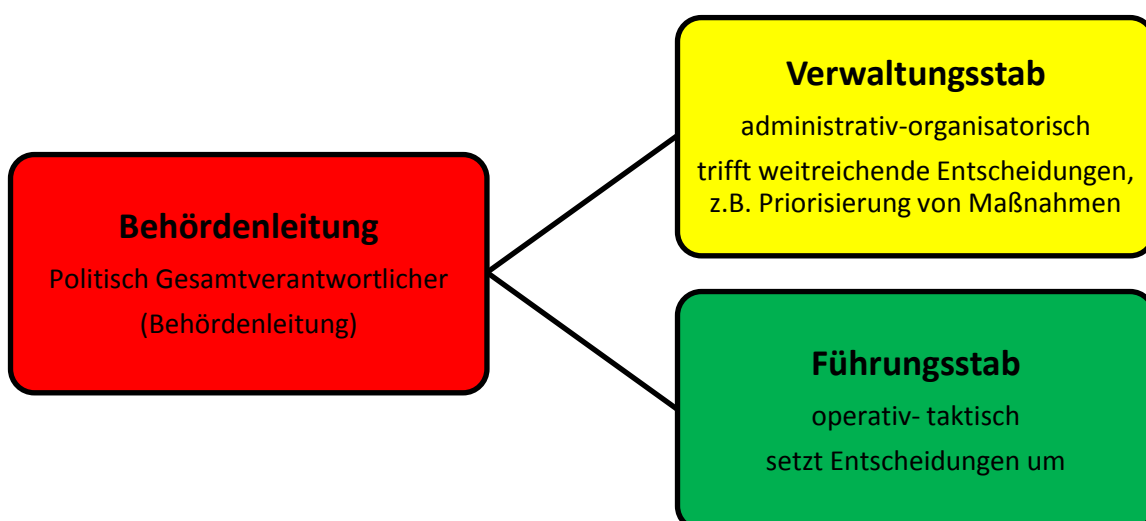 Behördenleitung
Politisch Gesamtverantwortlicher
(Behördenleitung)
Verwaltungsstab
administrativ-organisatorisch
trifft weitreichende Entscheidungen,
z.B. Priorisierung von Maßnahmen
Führungsstab
operativ- taktisch
setzt Entscheidungen um